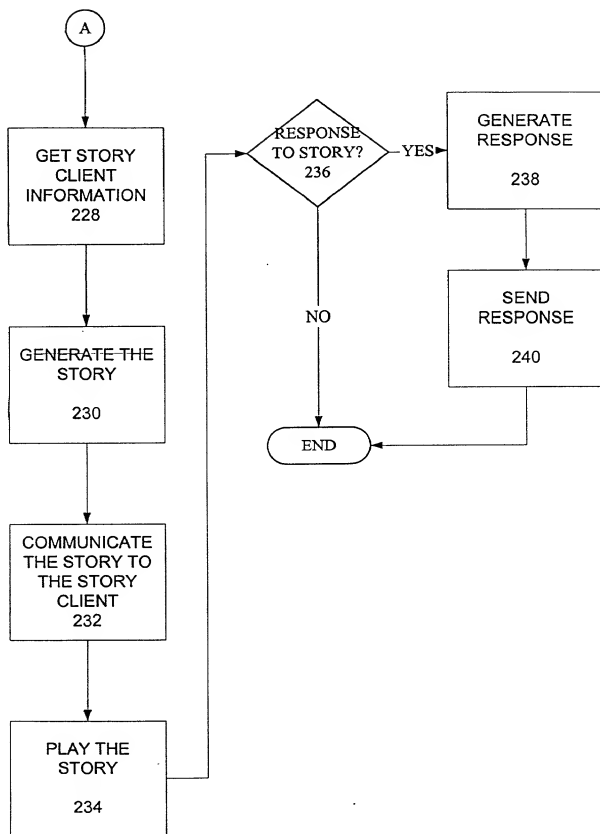 A
GET STORY
CLIENT
INFORMATION
228
GENERATE THE
STORY
230
COMMUNICATE
THE STORY TO
THE STORY
CLIENT
232
PLAY THE
STORY
234
RESPONSE
TO STORY?
236
YES
NO
GENERATE
RESPONSE
238
SEND
RESPONSE
240
END